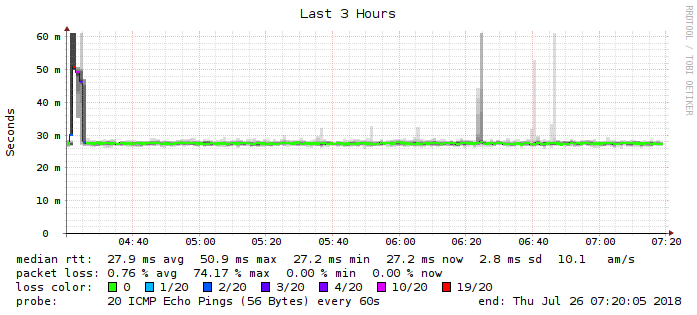 Last 3 Hours
RRDTOOL / TOBI OETIKER
Seconds
60 m
50 m
40 m
30 m
20 m
10 m
0
04:40 05:00 05:20 05:40 06:00 06:20 06:40 07:00 07:20
median rtt: 27.9 ms avg 50.9 ms max 27.2 ms min 27.2 ms now 2.8 ms sd 10.1 am/s
packet loss: 0.76 % avg 74.17 % max 0.00 % min 0.00 % now
loss color: 0 1/20 2/20 3/20 4/20 10/20 19/20
probe: 20 ICMP Echo Pings (56 Bytes) every 60s end: Thu Jul 26 07:20:05 2018